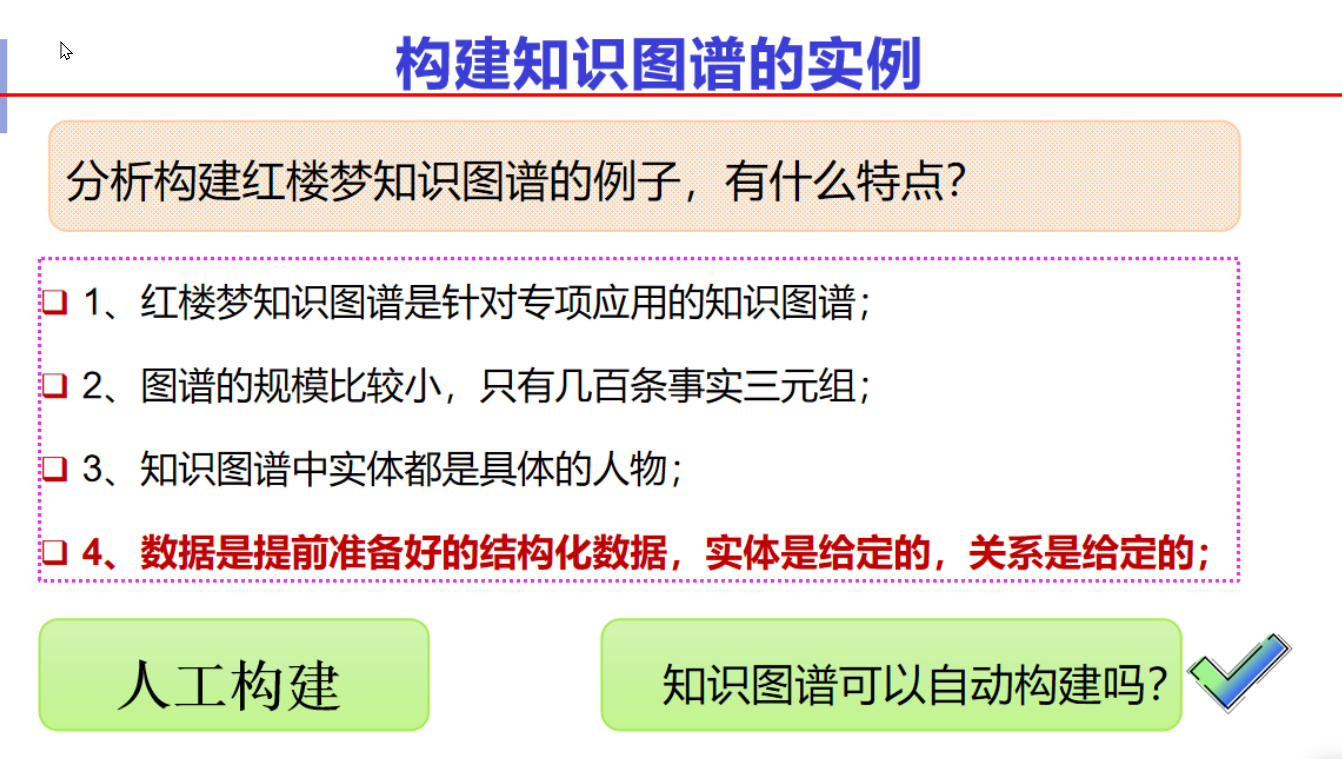 构建知识图谱的实例
分析构建红楼梦知识图谱的例子，有什么特点？
1、红楼梦知识图谱是针对专项应用的知识图谱；
2、图谱的规模比较小，只有几百条事实三元组；
3、知识图谱中实体都是具体的人物；
4、数据是提前准备好的结构化数据，实体是给定的，关系是给定的；
人工构建
知识图谱可以自动构建吗？